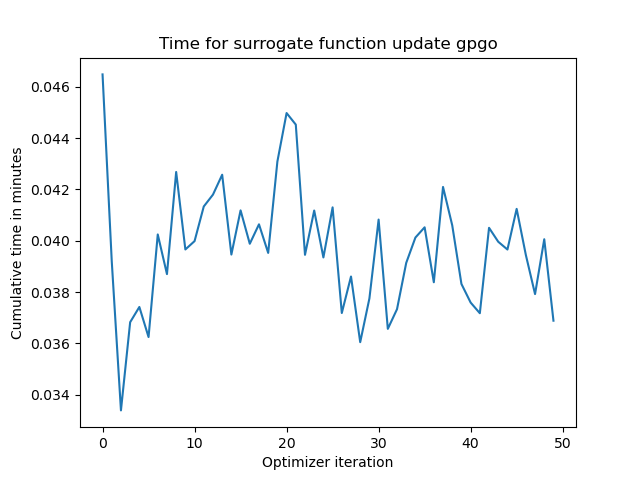 Time for surrogate function update gpgo
Cumulative time in minutes
0.046
0.044
0.042
0.040
0.038
0.036
0.034
0 10 20 30 40 50
Optimizer iteration